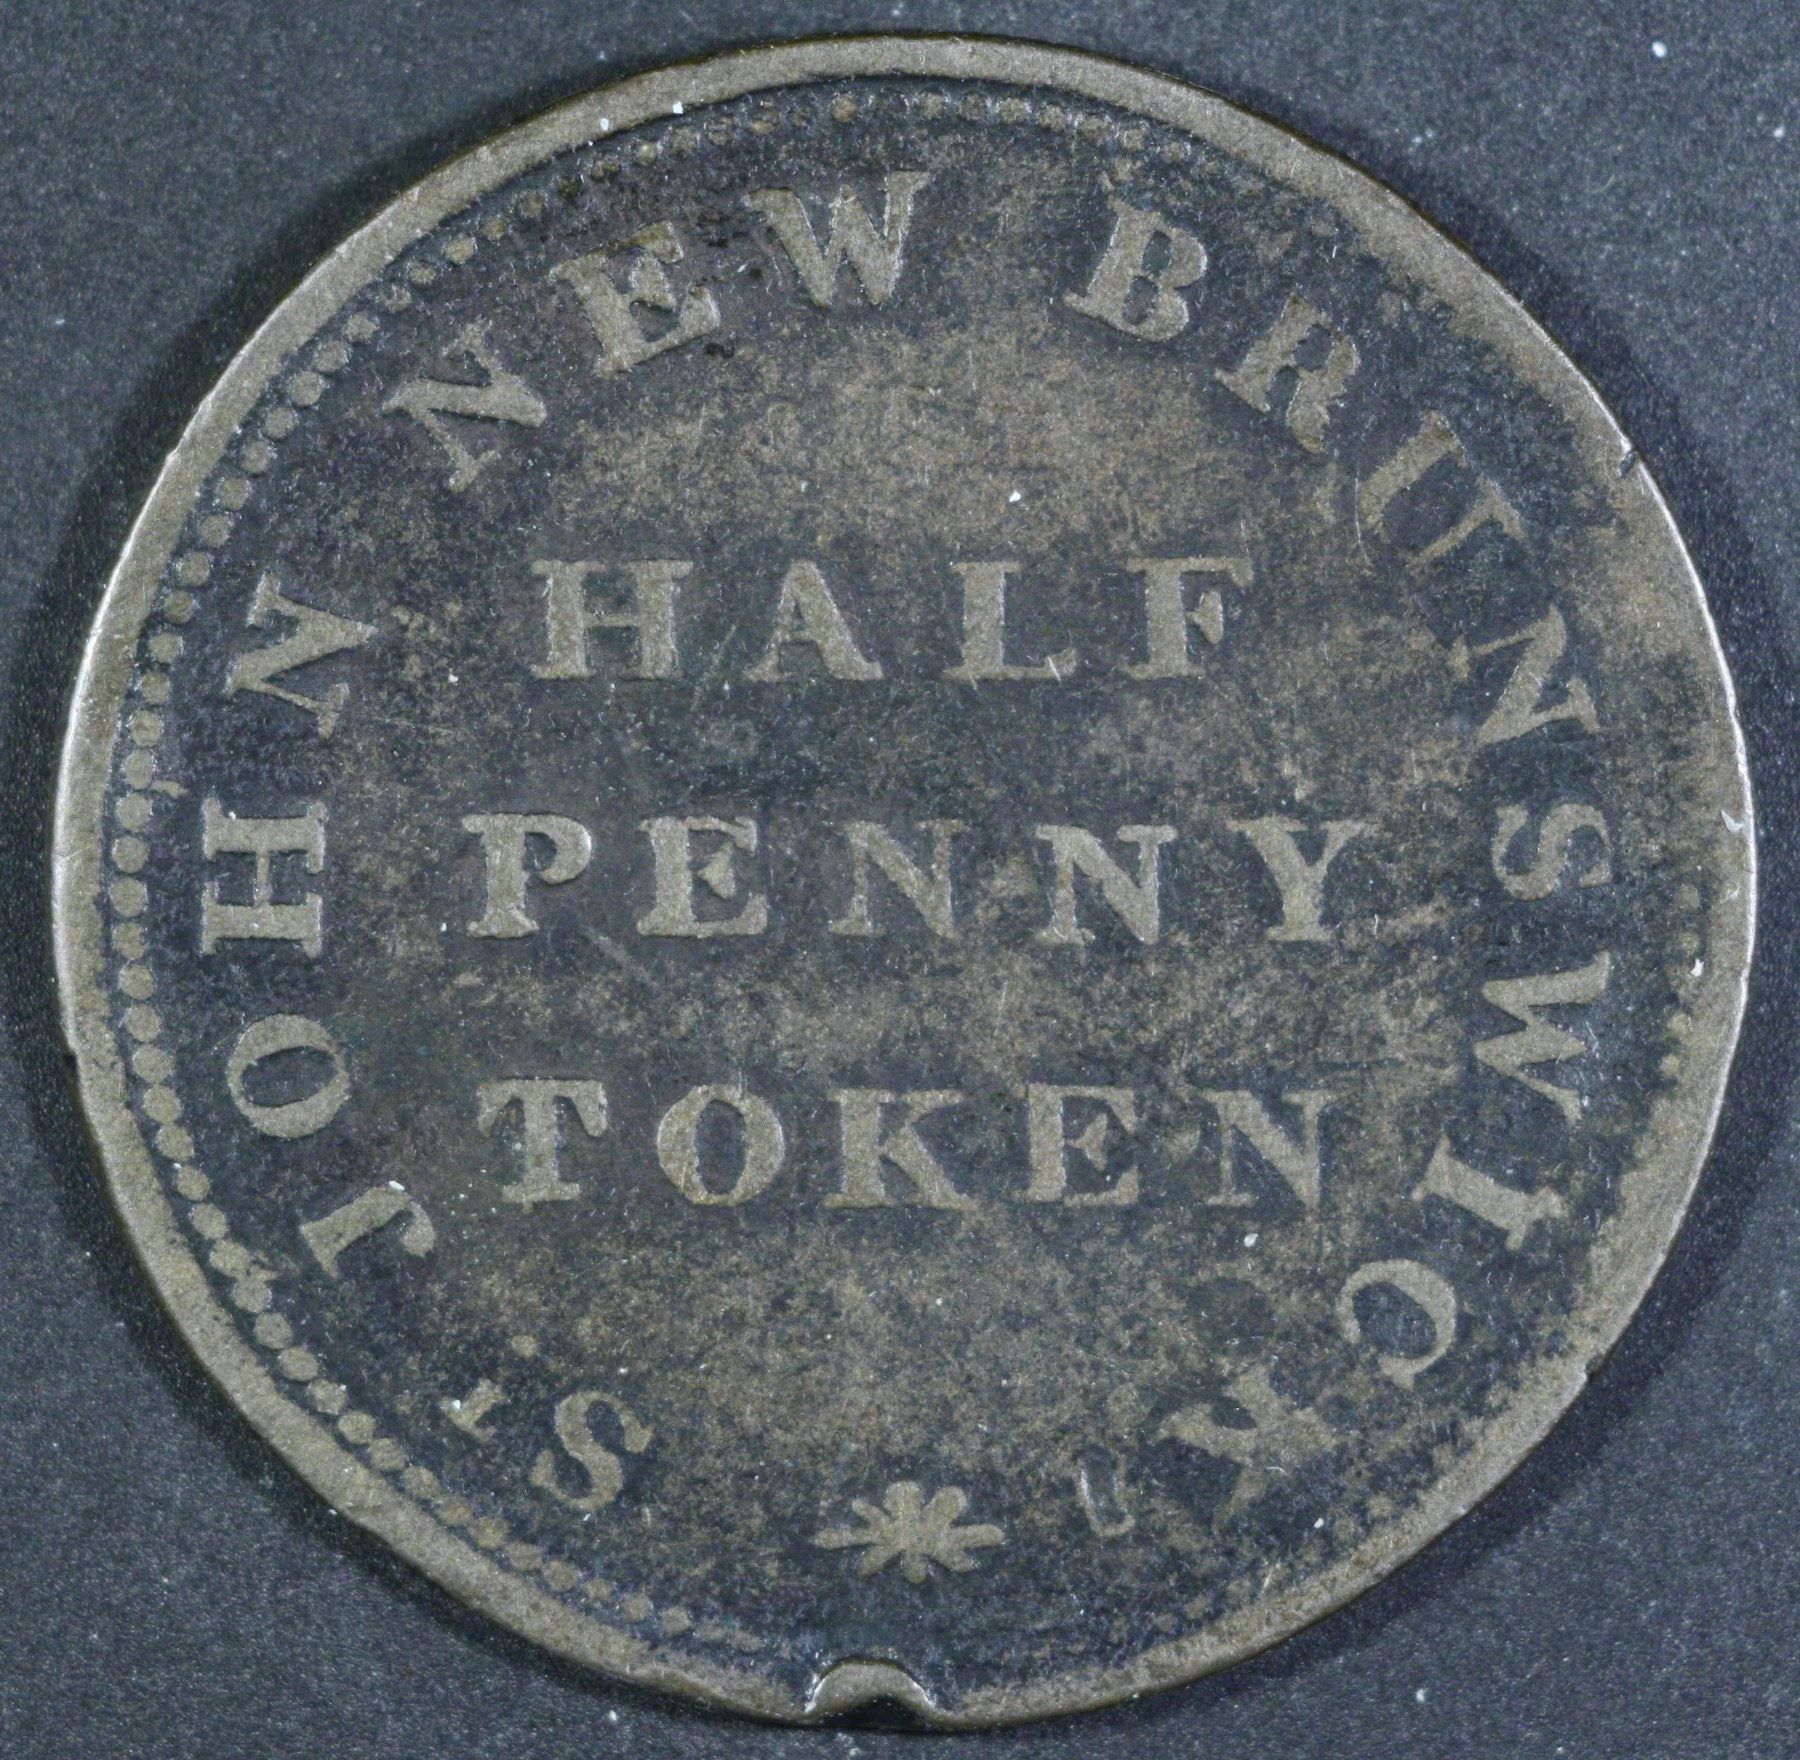 ST. JOHN NEW BRUNSWICK
HALF
PENNY
TOKEN